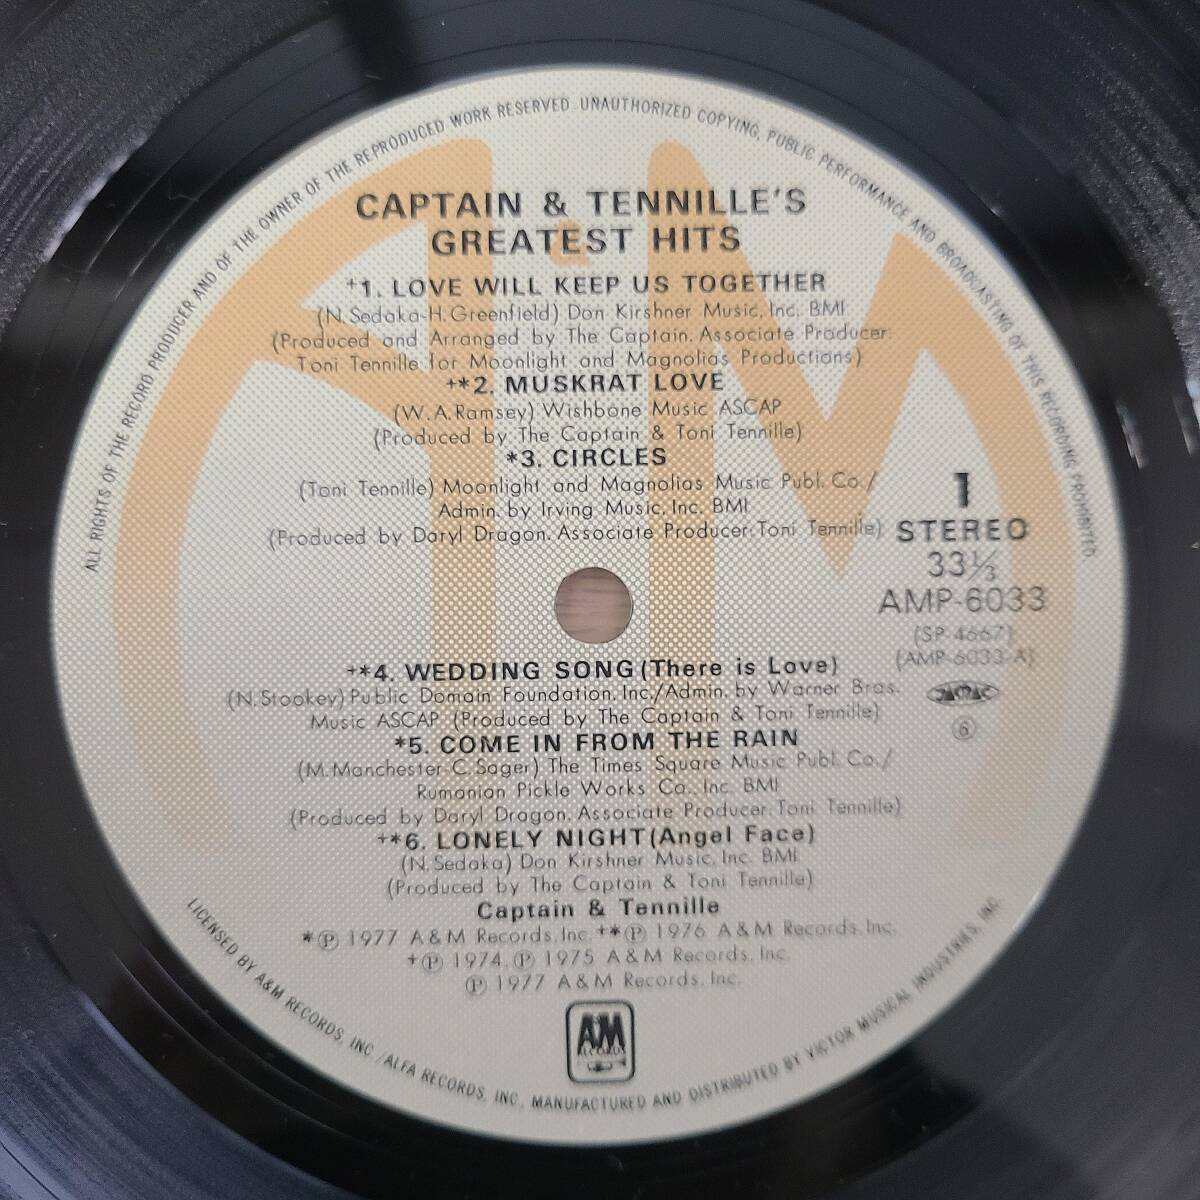 ALL RIGHTS OF THE RECORD PRODUCER AND OF THE OWNER OF THE REPRODUCED WORK RESERVED. UNAUTHORIZED COPYING, PUBLIC PERFORMANCE AND BROADCASTING OF THIS RECORDING PROHIBITED
CAPTAIN & TENNILLE'S
GREATEST HITS
+1. LOVE WILL KEEP US TOGETHER
(N. Sedaka-H. Greenfield) Don Kirshner Music, Inc. BMI
(Produced and Arranged by The Captain. Associate Producer:
Toni Tennille for Moonlight and Magnolias Productions)
+*2. MUSKRAT LOVE
(W. A. Ramsey) Wishbone Music ASCAP
(Produced by The Captain & Toni Tennille)
*3. CIRCLES
(Toni Tennille) Moonlight and Magnolias Music Publ. Co./
Admin. by Irving Music, Inc. BMI
(Produced by Daryl Dragon. Associate Producer: Toni Tennille)
1
STEREO
33⅓
AMP-6033
(SP-4667)
(AMP-6033-A)
JASRAC
⑥
+*4. WEDDING SONG (There is Love)
(N. Stookey) Public Domain Foundation, Inc./Admin. by Warner Bros.
Music ASCAP (Produced by The Captain & Toni Tennille)
*5. COME IN FROM THE RAIN
(M. Manchester-C. Sager) The Times Square Music Publ. Co./
Rumanian Pickle Works Co., Inc. BMI
(Produced by Daryl Dragon. Associate Producer: Toni Tennille)
+*6. LONELY NIGHT (Angel Face)
(N. Sedaka) Don Kirshner Music, Inc. BMI
(Produced by The Captain & Toni Tennille)
Captain & Tennille
*Ⓟ 1977 A&M Records, Inc. +*Ⓟ 1976 A&M Records, Inc.
+Ⓟ 1974, Ⓟ 1975 A&M Records, Inc.
Ⓟ 1977 A&M Records, Inc.
A&M
RECORDS
LICENSED BY A&M RECORDS, INC./ALFA RECORDS, INC., MANUFACTURED AND DISTRIBUTED BY VICTOR MUSICAL INDUSTRIES, INC.